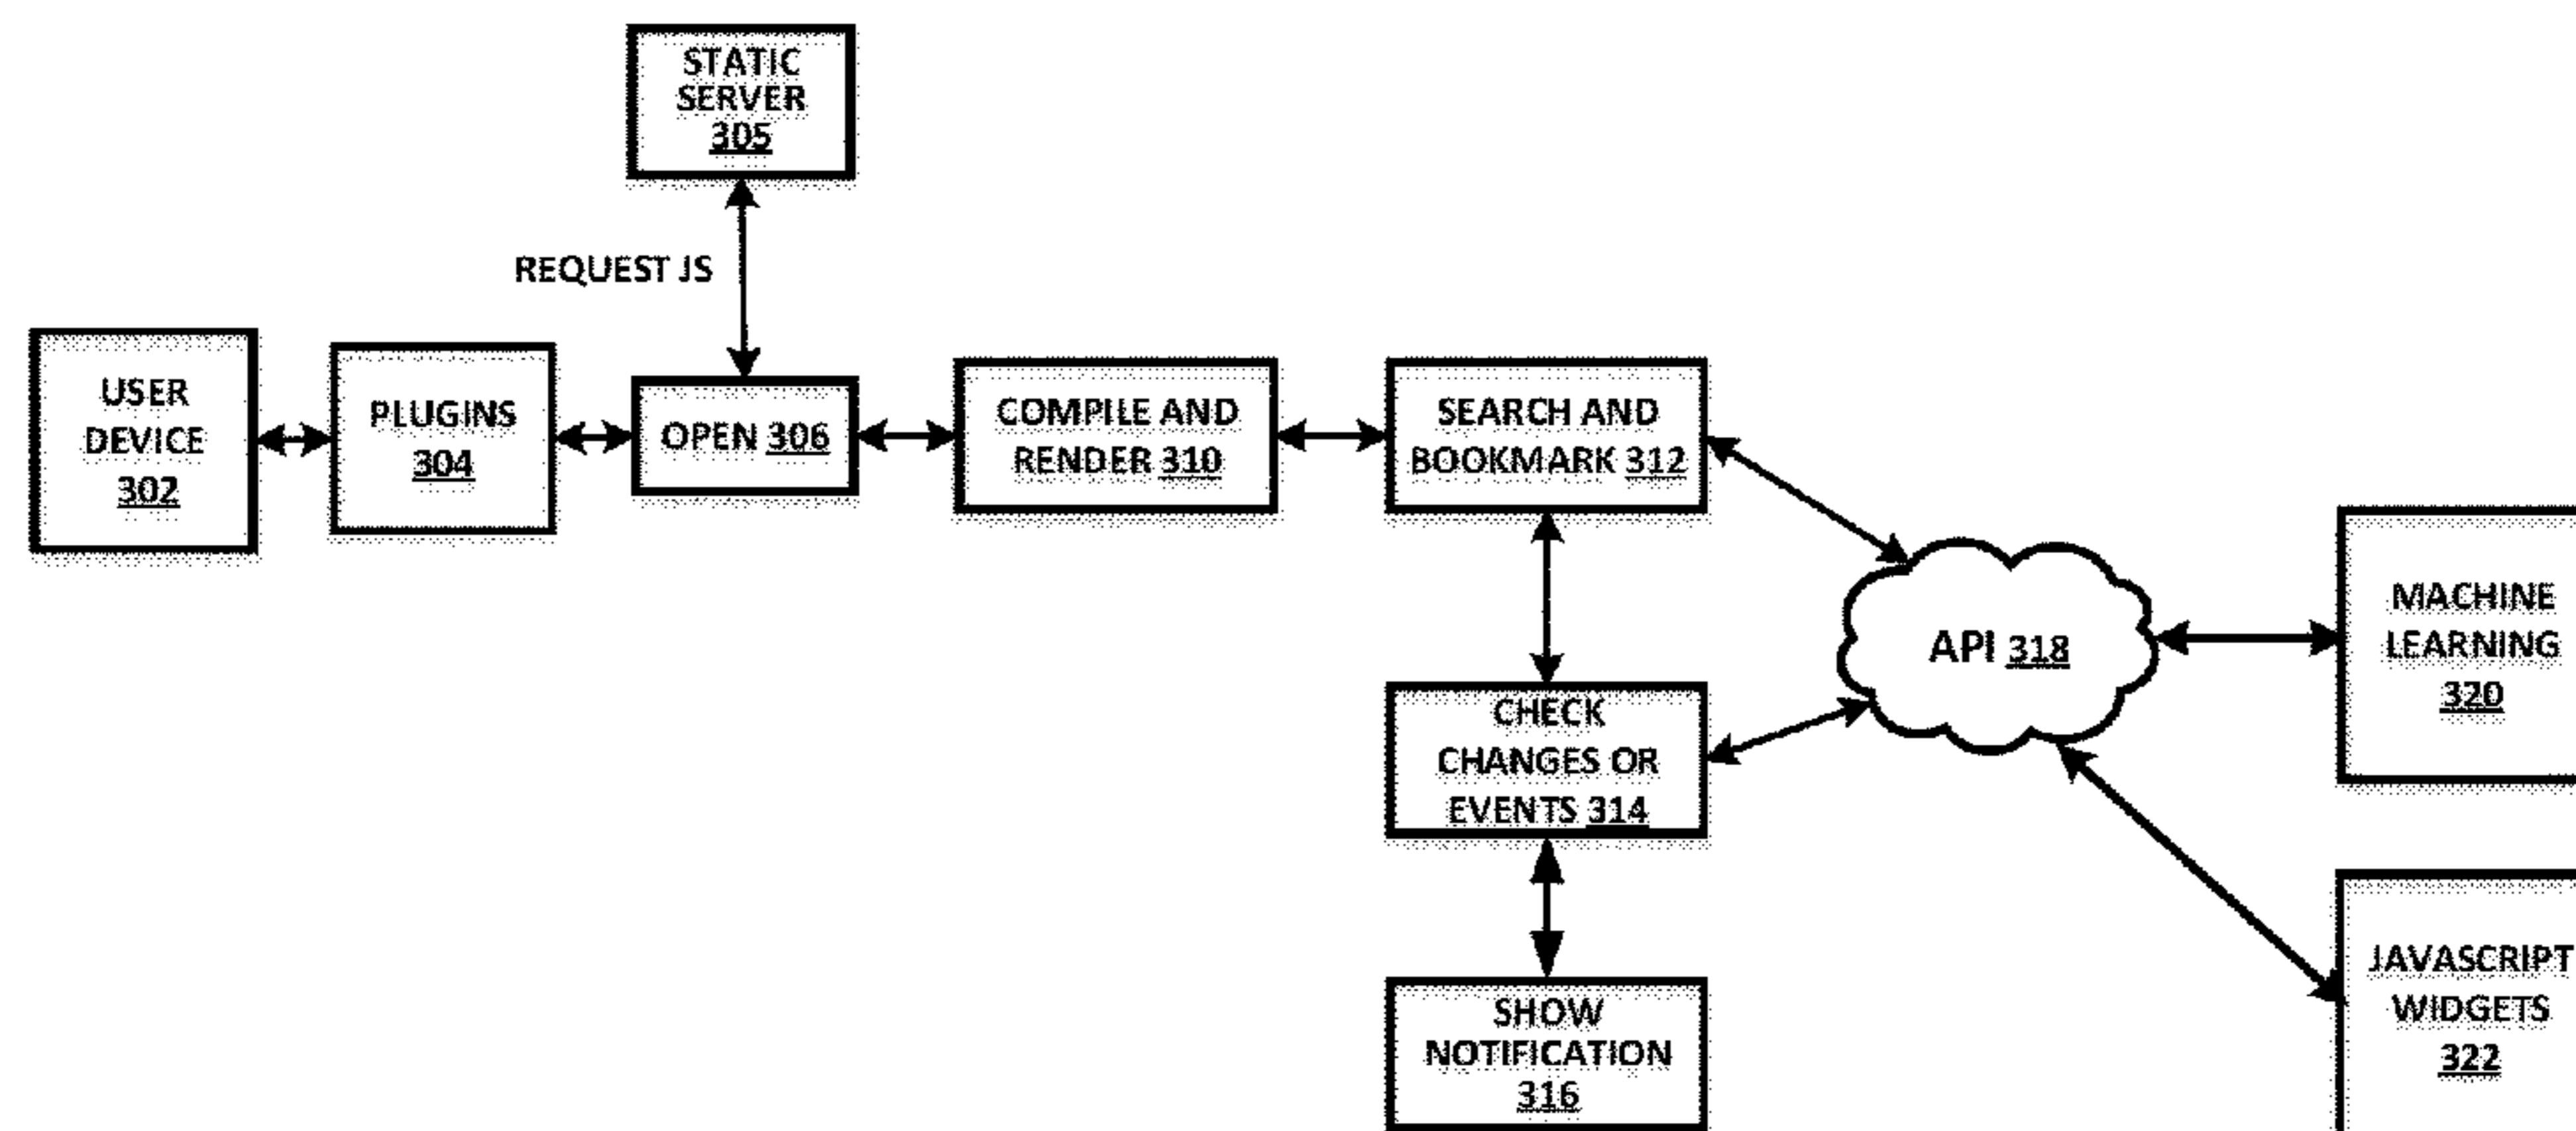 STATIC
SERVER
305
REQUEST JS
USER
DEVICE
302
PLUGINS
304
OPEN 306
COMPILE AND
RENDER 310
SEARCH AND
BOOKMARK 312
CHECK
CHANGES OR
EVENTS 314
SHOW
NOTIFICATION
316
API 318
MACHINE
LEARNING
320
JAVASCRIPT
WIDGETS
322